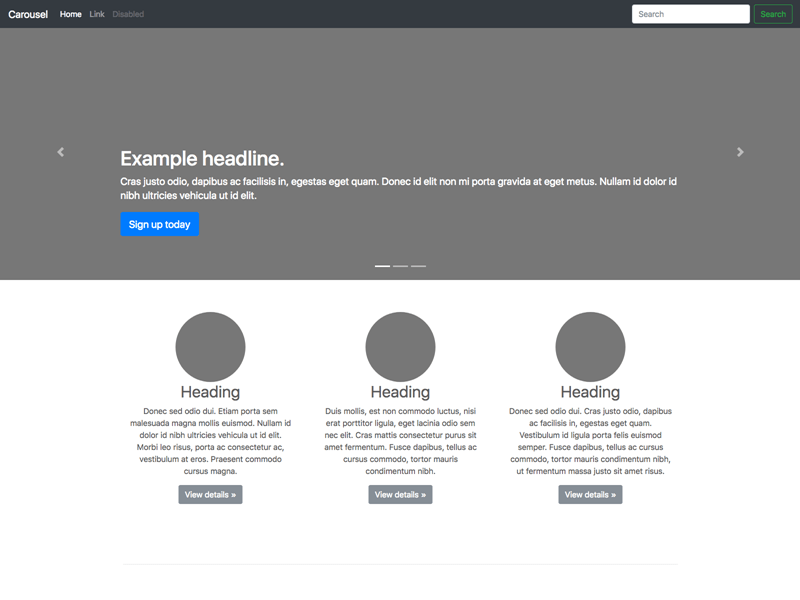 Carousel Home Link Disabled Search Search
Example headline.
Cras justo odio, dapibus ac facilisis in, egestas eget quam. Donec id elit non mi porta gravida at eget metus. Nullam id dolor id
nibh ultricies vehicula ut id elit.
Sign up today
Heading
Donec sed odio dui. Etiam porta sem
malesuada magna mollis euismod. Nullam id
dolor id nibh ultricies vehicula ut id elit.
Morbi leo risus, porta ac consectetur ac,
vestibulum at eros. Praesent commodo
cursus magna.
View details »
Heading
Duis mollis, est non commodo luctus, nisi
erat porttitor ligula, eget lacinia odio sem
nec elit. Cras mattis consectetur purus sit
amet fermentum. Fusce dapibus, tellus ac
cursus commodo, tortor mauris
condimentum nibh.
View details »
Heading
Donec sed odio dui. Cras justo odio, dapibus
ac facilisis in, egestas eget quam.
Vestibulum id ligula porta felis euismod
semper. Fusce dapibus, tellus ac cursus
commodo, tortor mauris condimentum nibh,
ut fermentum massa justo sit amet risus.
View details »